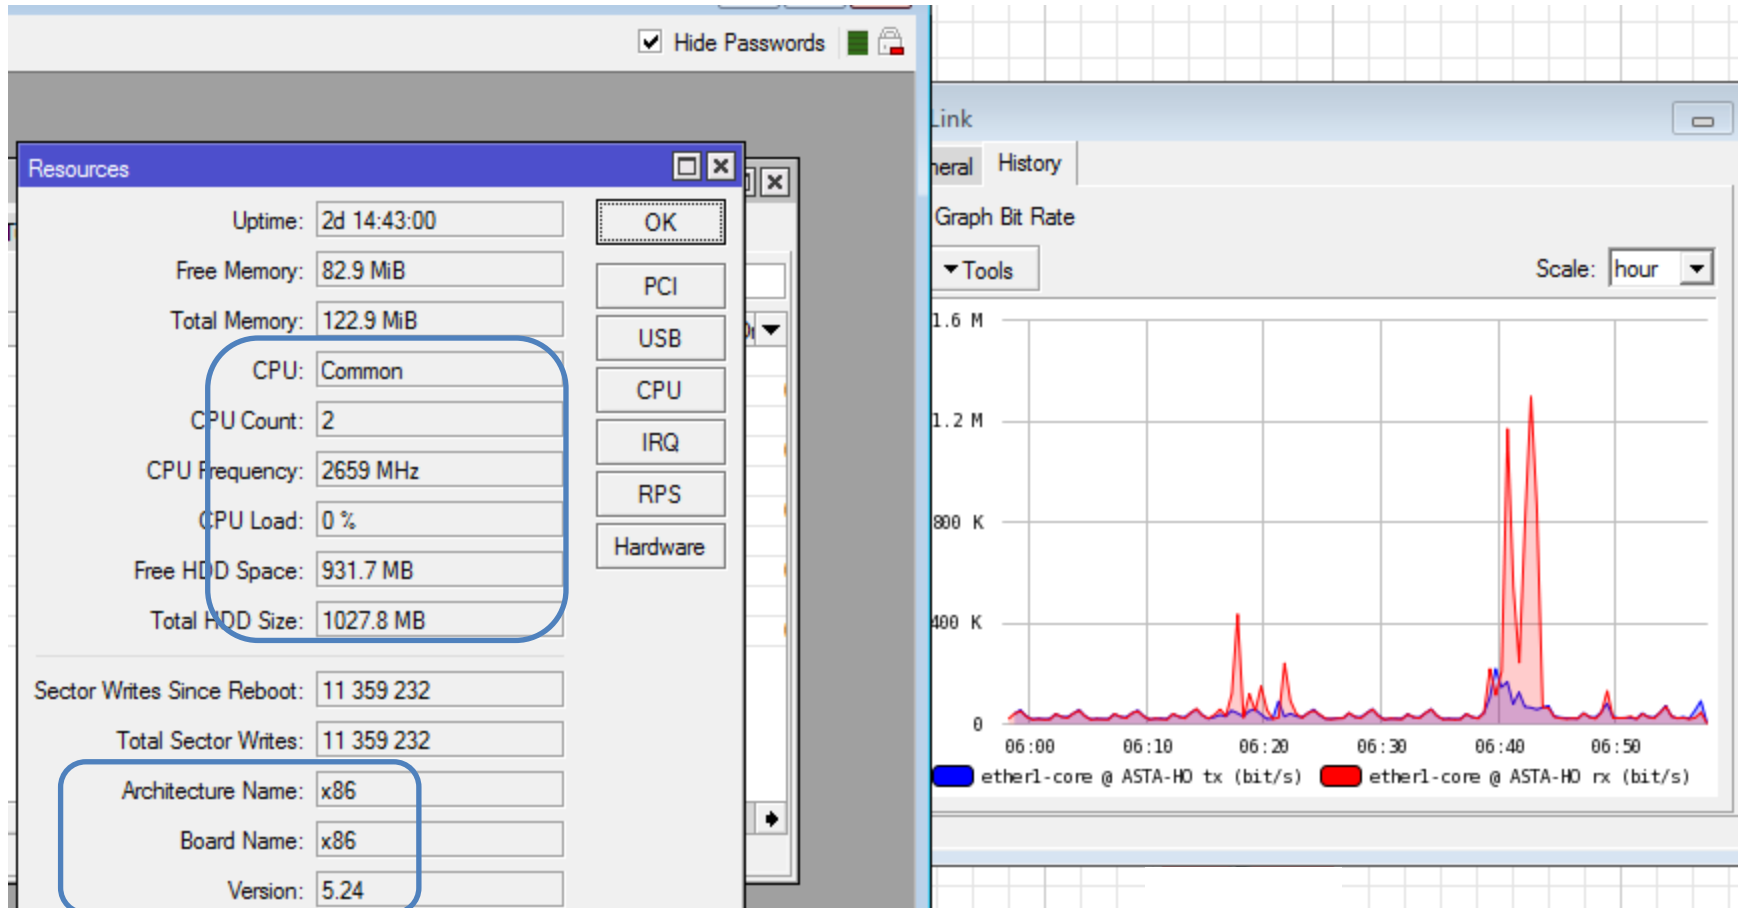 Hide Passwords
Resources
Uptime: 2d 14:43:00
Free Memory: 82.9 MiB
Total Memory: 122.9 MiB
CPU: Common
CPU Count: 2
CPU Frequency: 2659 MHz
CPU Load: 0 %
Free HDD Space: 931.7 MB
Total HDD Size: 1027.8 MB
Sector Writes Since Reboot: 11 359 232
Total Sector Writes: 11 359 232
Architecture Name: x86
Board Name: x86
Version: 5.24
OK
PCI
USB
CPU
IRQ
RPS
Hardware
Link
neral History
Graph Bit Rate
Tools
Scale: hour
1.6 M
1.2 M
800 K
400 K
0
06:00 06:10 06:20 06:30 06:40 06:50
ether1-core @ ASTA-HO tx (bit/s) ether1-core @ ASTA-HO rx (bit/s)